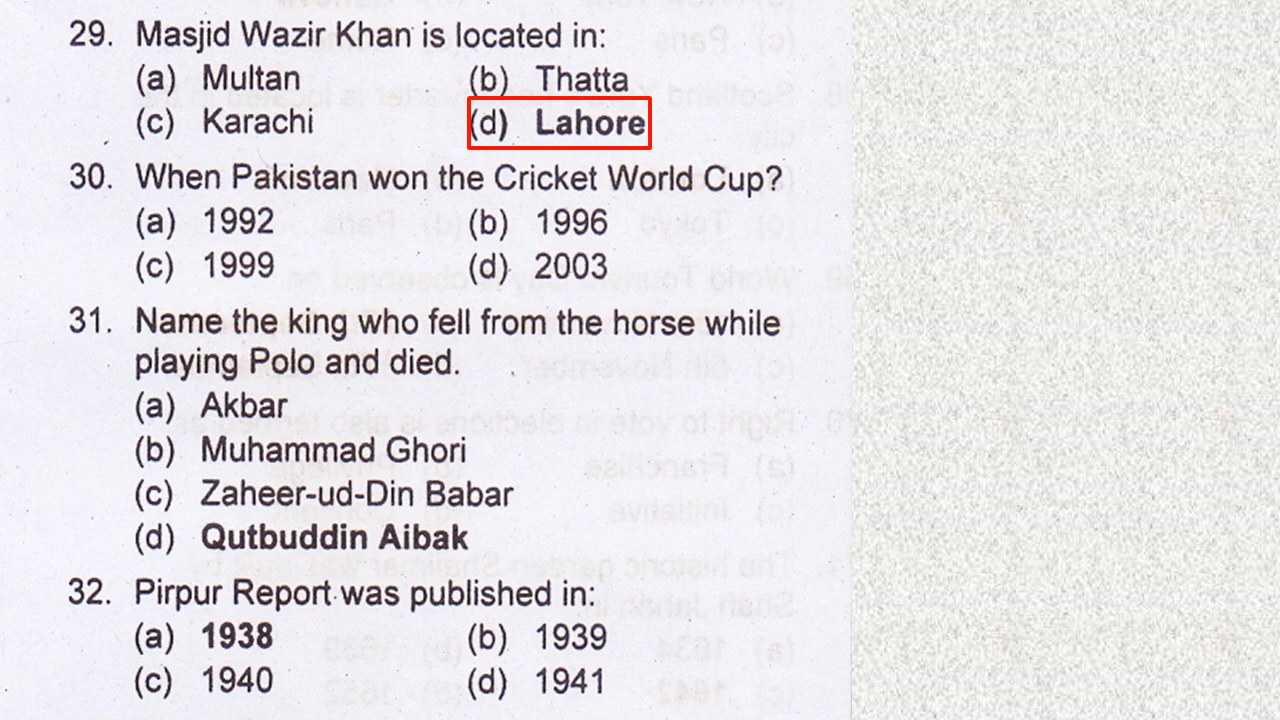 29. Masjid Wazir Khan is located in:
(a) Multan (b) Thatta
(c) Karachi (d) Lahore
30. When Pakistan won the Cricket World Cup?
(a) 1992 (b) 1996
(c) 1999 (d) 2003
31. Name the king who fell from the horse while
playing Polo and died.
(a) Akbar
(b) Muhammad Ghori
(c) Zaheer-ud-Din Babar
(d) Qutbuddin Aibak
32. Pirpur Report was published in:
(a) 1938 (b) 1939
(c) 1940 (d) 1941